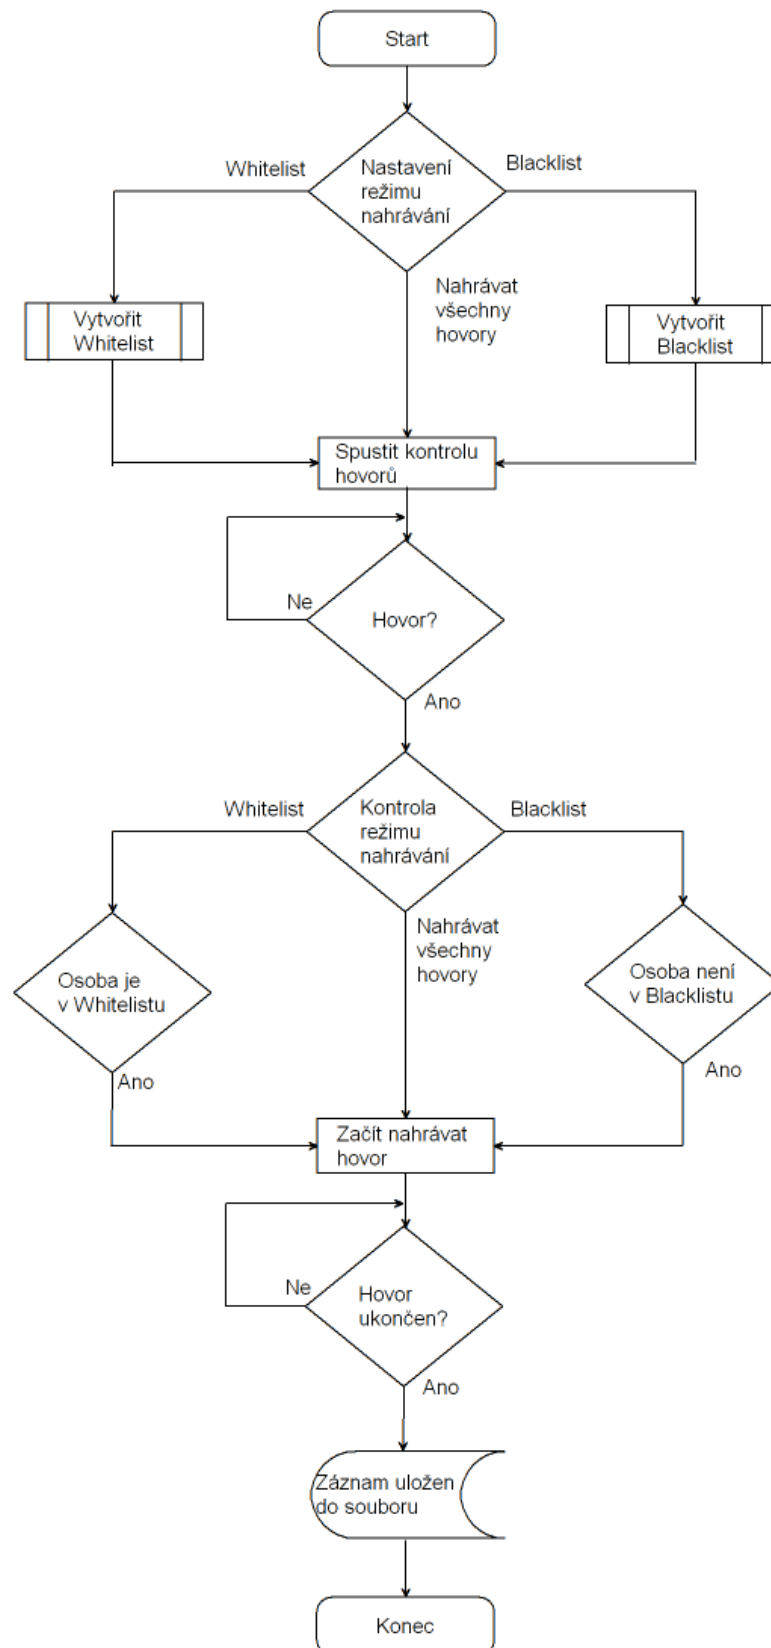 Start
Whitelist
Nastavení
režimu
nahrávání
Blacklist
Nahrávat
všechny
hovory
Vytvořit
Whitelist
Vytvořit
Blacklist
Spustit kontrolu
hovorů
Ne
Hovor?
Ano
Whitelist
Kontrola
režimu
nahrávání
Blacklist
Nahrávat
všechny
hovory
Osoba je
v Whitelistu
Osoba není
v Blacklistu
Ano
Ano
Začít nahrávat
hovor
Ne
Hovor
ukončen?
Ano
Záznam uložen
do souboru
Konec